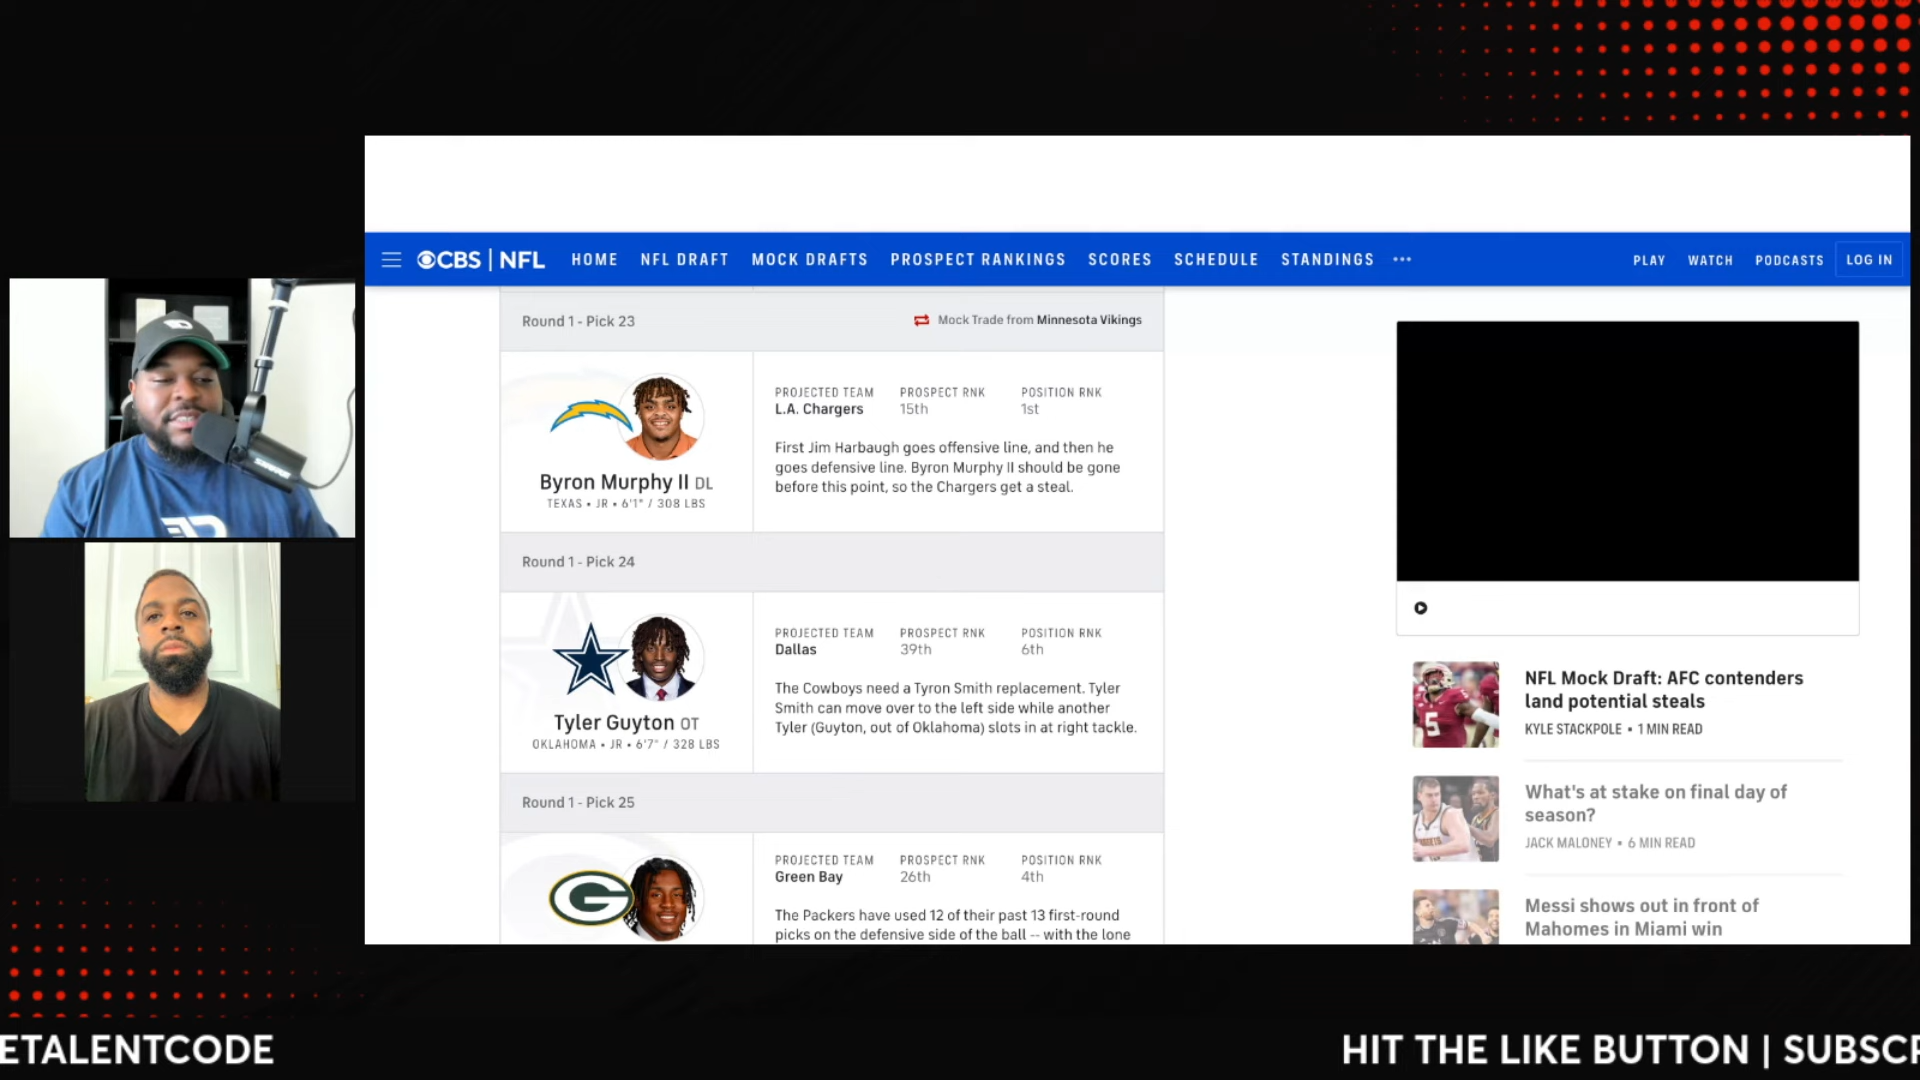 CBS | NFL HOME NFL DRAFT MOCK DRAFTS PROSPECT RANKINGS SCORES SCHEDULE STANDINGS ••• PLAY WATCH PODCASTS LOG IN
Round 1 - Pick 23
Mock Trade from Minnesota Vikings
Byron Murphy II DL
TEXAS • JR • 6'1" / 308 LBS
PROJECTED TEAM PROSPECT RNK POSITION RNK
L.A. Chargers 15th 1st
First Jim Harbaugh goes offensive line, and then he
goes defensive line. Byron Murphy II should be gone
before this point, so the Chargers get a steal.
Round 1 - Pick 24
Tyler Guyton OT
OKLAHOMA • JR • 6'7" / 328 LBS
PROJECTED TEAM PROSPECT RNK POSITION RNK
Dallas 39th 6th
The Cowboys need a Tyron Smith replacement. Tyler
Smith can move over to the left side while another
Tyler (Guyton, out of Oklahoma) slots in at right tackle.
Round 1 - Pick 25
G
PROJECTED TEAM PROSPECT RNK POSITION RNK
Green Bay 26th 4th
The Packers have used 12 of their past 13 first-round
picks on the defensive side of the ball -- with the lone
5
NFL Mock Draft: AFC contenders
land potential steals
KYLE STACKPOLE • 1 MIN READ
What's at stake on final day of
season?
JACK MALONEY • 6 MIN READ
Messi shows out in front of
Mahomes in Miami win
SHURE
ETALENTCODE
HIT THE LIKE BUTTON | SUBSC